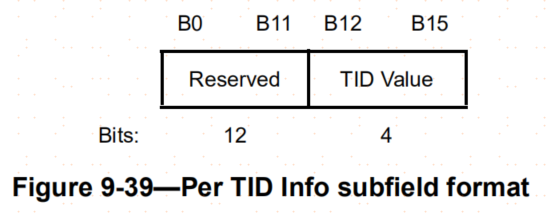 B0 B11 B12 B15
Reserved TID Value
Bits: 12 4
Figure 9-39—Per TID Info subfield format